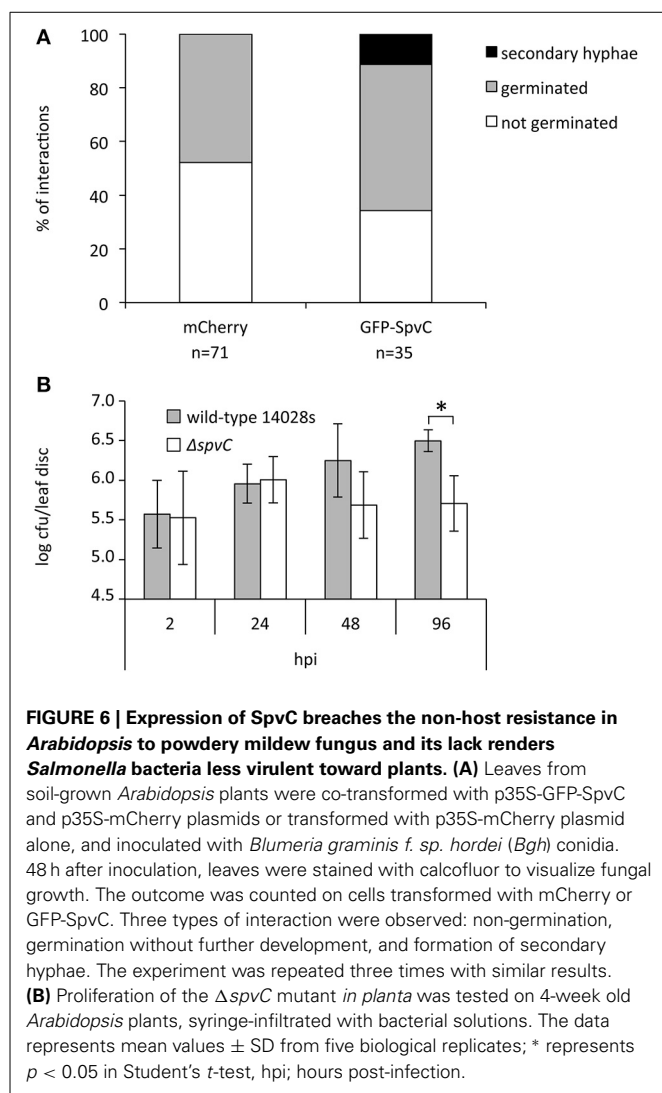 A
100
80
60
40
20
0
% of interactions
secondary hyphae
germinated
not germinated
mCherry
n=71
GFP-SpvC
n=35
B
7.0
6.5
6.0
5.5
5.0
4.5
log cfu/leaf disc
wild-type 14028s
ΔspvC
*
2
24
48
96
hpi
FIGURE 6 | Expression of SpvC breaches the non-host resistance in
Arabidopsis to powdery mildew fungus and its lack renders
Salmonella bacteria less virulent toward plants. (A) Leaves from
soil-grown Arabidopsis plants were co-transformed with p35S-GFP-SpvC
and p35S-mCherry plasmids or transformed with p35S-mCherry plasmid
alone, and inoculated with Blumeria graminis f. sp. hordei (Bgh) conidia.
48 h after inoculation, leaves were stained with calcofluor to visualize fungal
growth. The outcome was counted on cells transformed with mCherry or
GFP-SpvC. Three types of interaction were observed: non-germination,
germination without further development, and formation of secondary
hyphae. The experiment was repeated three times with similar results.
(B) Proliferation of the ΔspvC mutant in planta was tested on 4-week old
Arabidopsis plants, syringe-infiltrated with bacterial solutions. The data
represents mean values ± SD from five biological replicates; * represents
p < 0.05 in Student's t-test, hpi; hours post-infection.